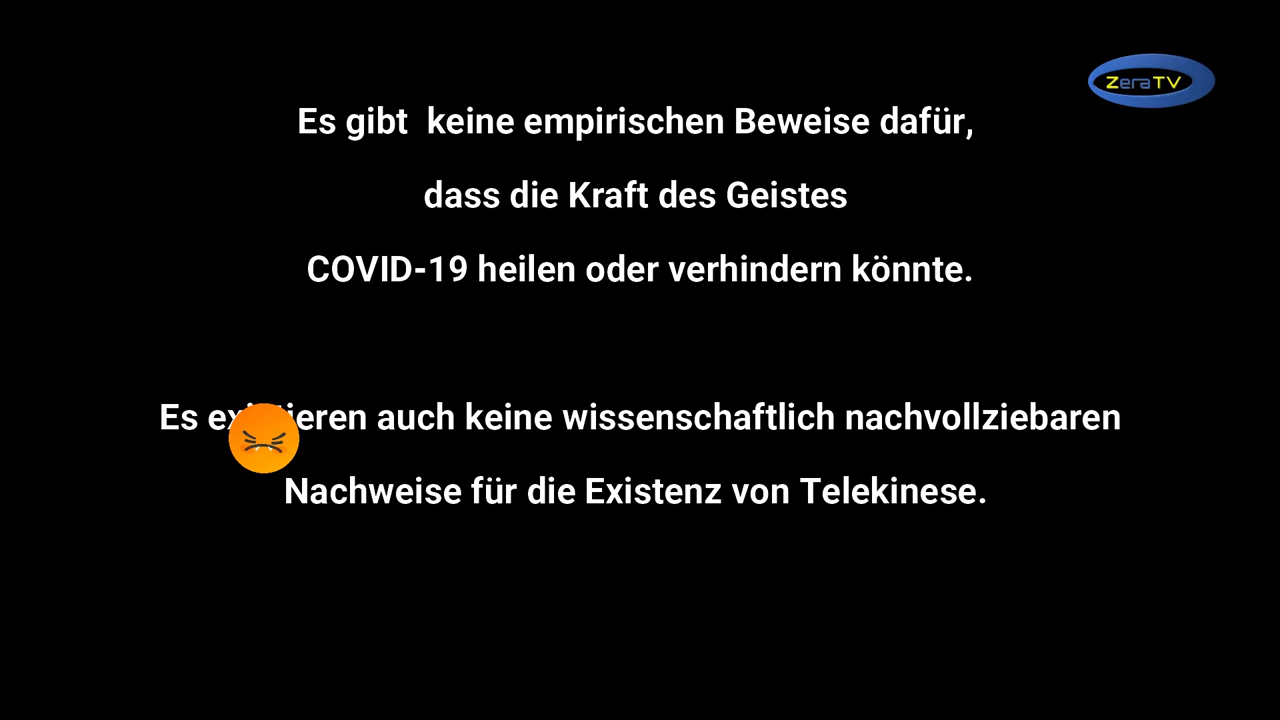 ZeraTV
Es gibt keine empirischen Beweise dafür,
dass die Kraft des Geistes
COVID-19 heilen oder verhindern könnte.
Es auch keine wissenschaftlich nachvollziebaren
Nachweise für die Existenz von Telekinese.